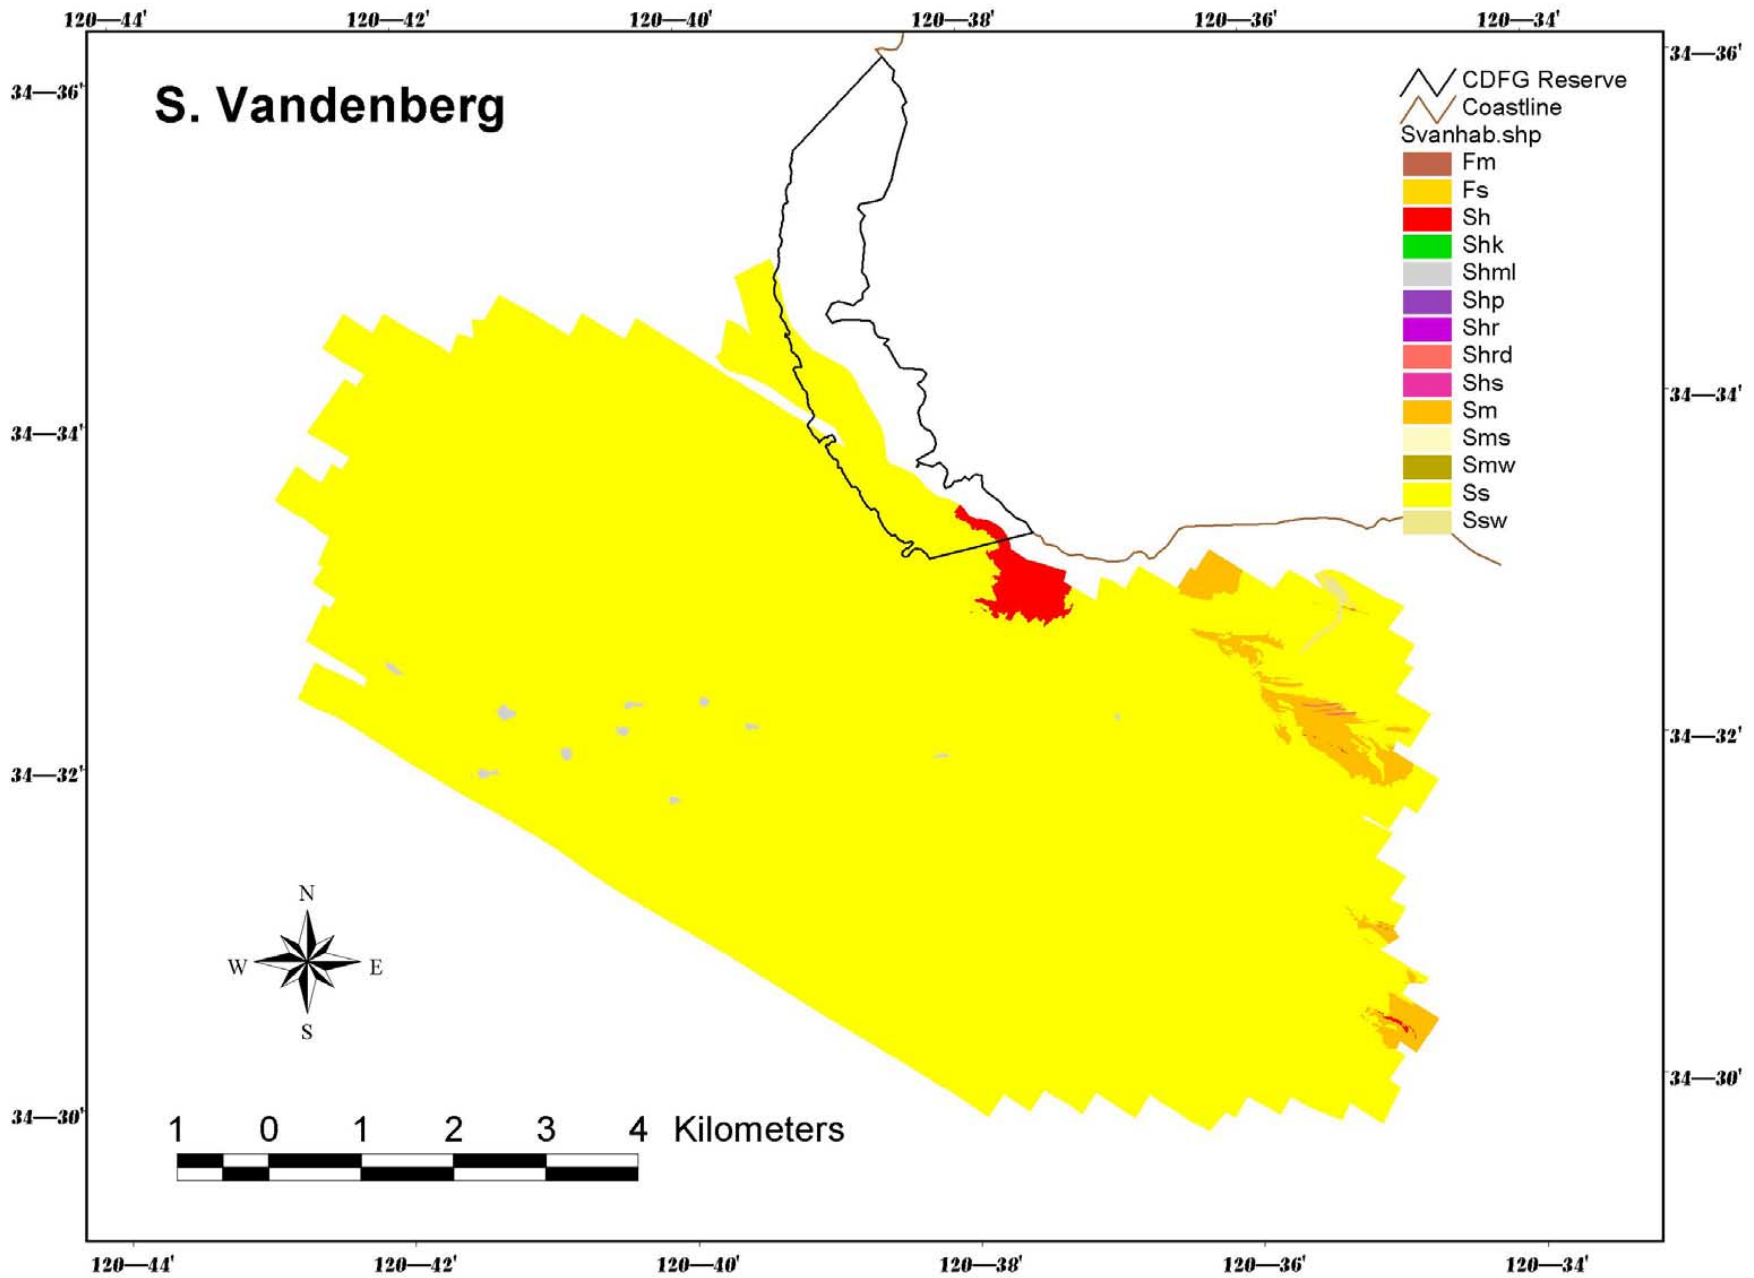 120—44' 120—42' 120—40' 120—38' 120—36' 120—34'
34—36'
34—36'
S. Vandenberg
CDFG Reserve
Coastline
Svanhab.shp
Fm
Fs
Sh
Shk
Shml
Shp
Shr
Shrd
Shs
Sm
Sms
Smw
Ss
Ssw
34—34'
34—34'
34—32'
34—32'
N
W E
S
34—30'
34—30'
1 0 1 2 3 4 Kilometers
120—44' 120—42' 120—40' 120—38' 120—36' 120—34'